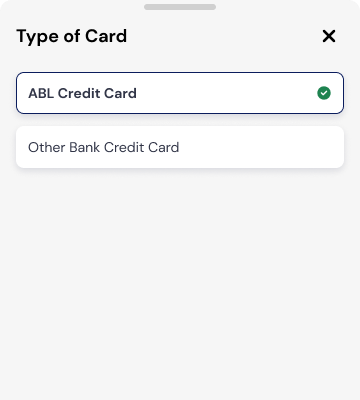 Type of Card
ABL Credit Card
Other Bank Credit Card